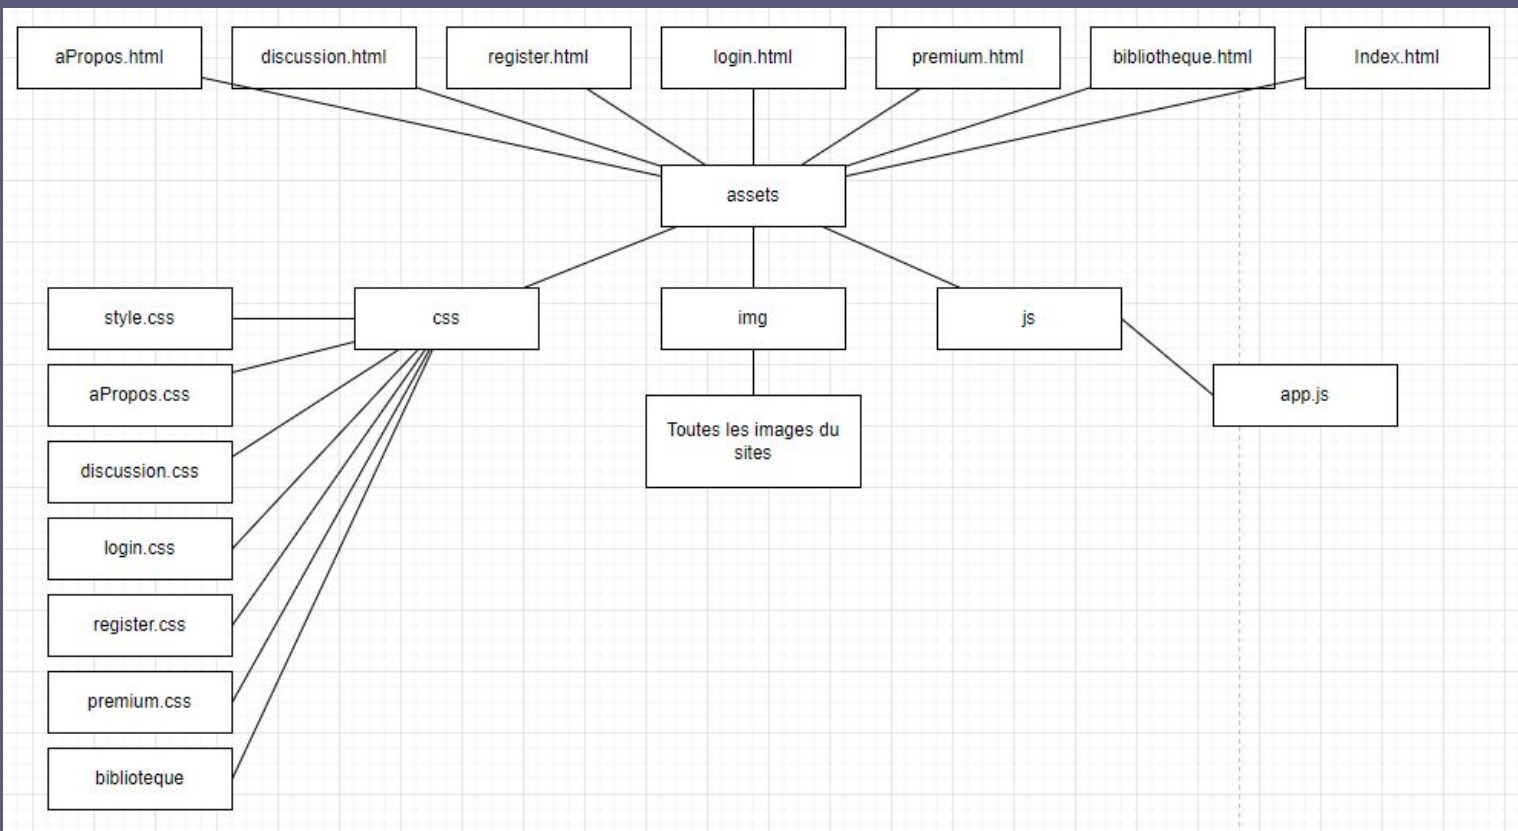 aPropos.html
discussion.html
register.html
login.html
premium.html
bibliotheque.html
Index.html
assets
style.css
css
img
js
aPropos.css
app.js
Toutes les images du
sites
discussion.css
login.css
register.css
premium.css
biblioteque